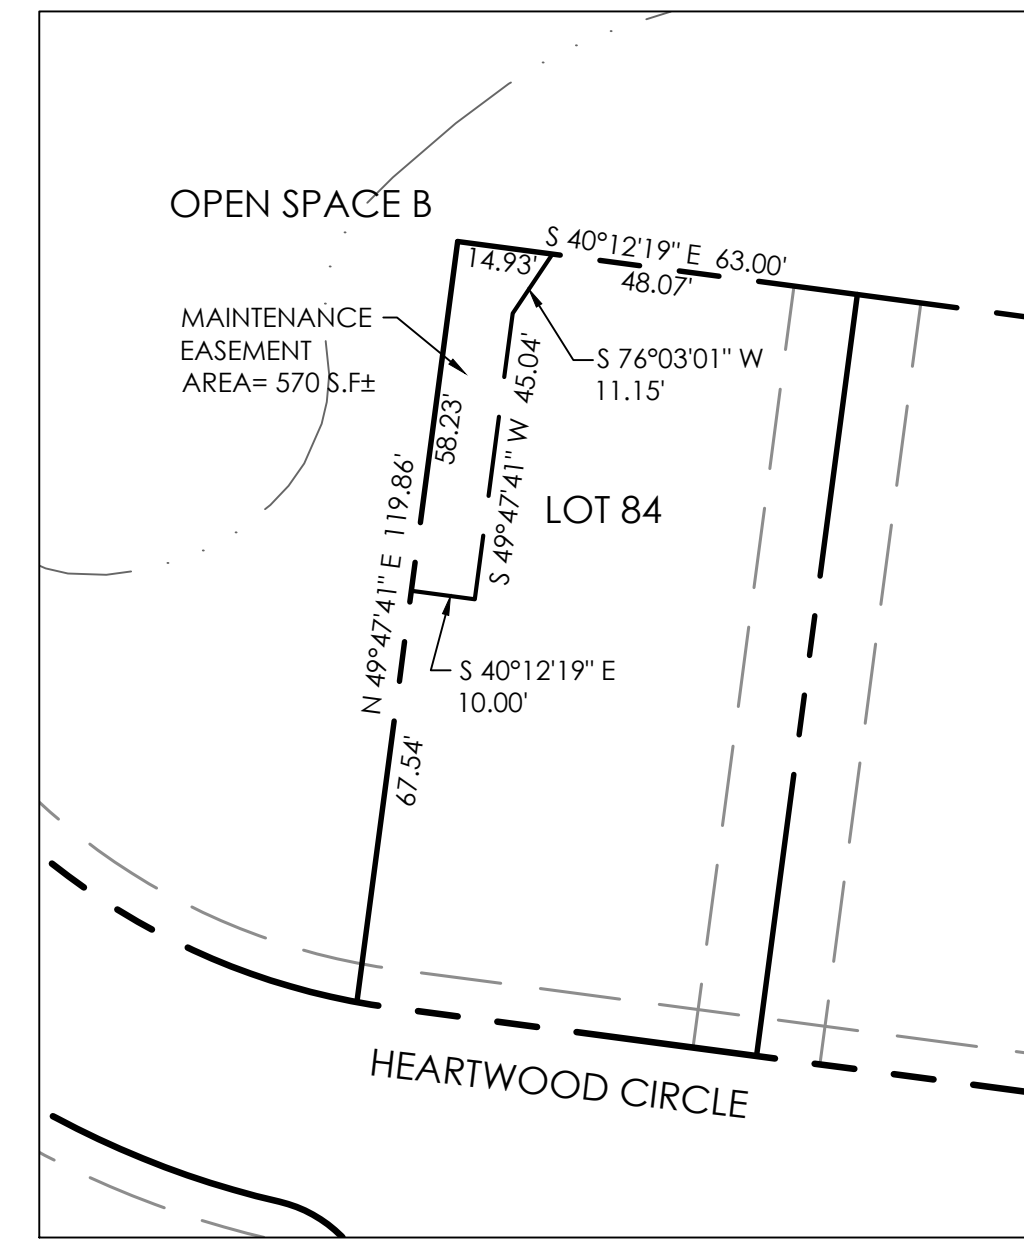 OPEN SPACE B
S 40°12'19" E 63.00'
14.93'
48.07'
MAINTENANCE
EASEMENT
AREA= 570 S.F±
S 76°03'01" W
11.15'
58.23'
S 49°47'41" W 45.04'
N 49°47'41" E 119.86'
LOT 84
S 40°12'19" E
10.00'
67.54'
HEARTWOOD CIRCLE